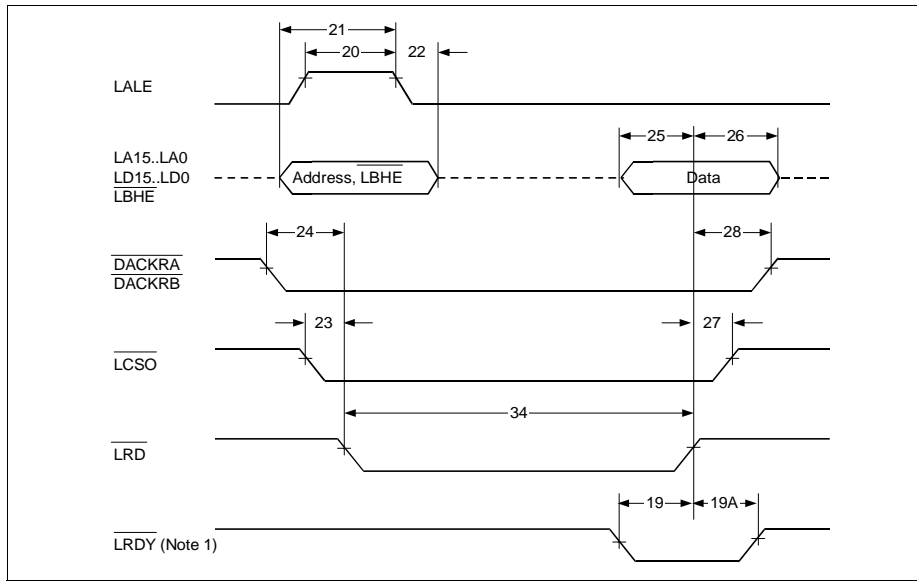 21
20
22
LALE
25
26
LA15..LA0
LD15..LD0
LBHE
Address, LBHE
Data
24
28
DACKRA
DACKRB
23
27
LCSO
34
LRD
19
19A
LRDY (Note 1)